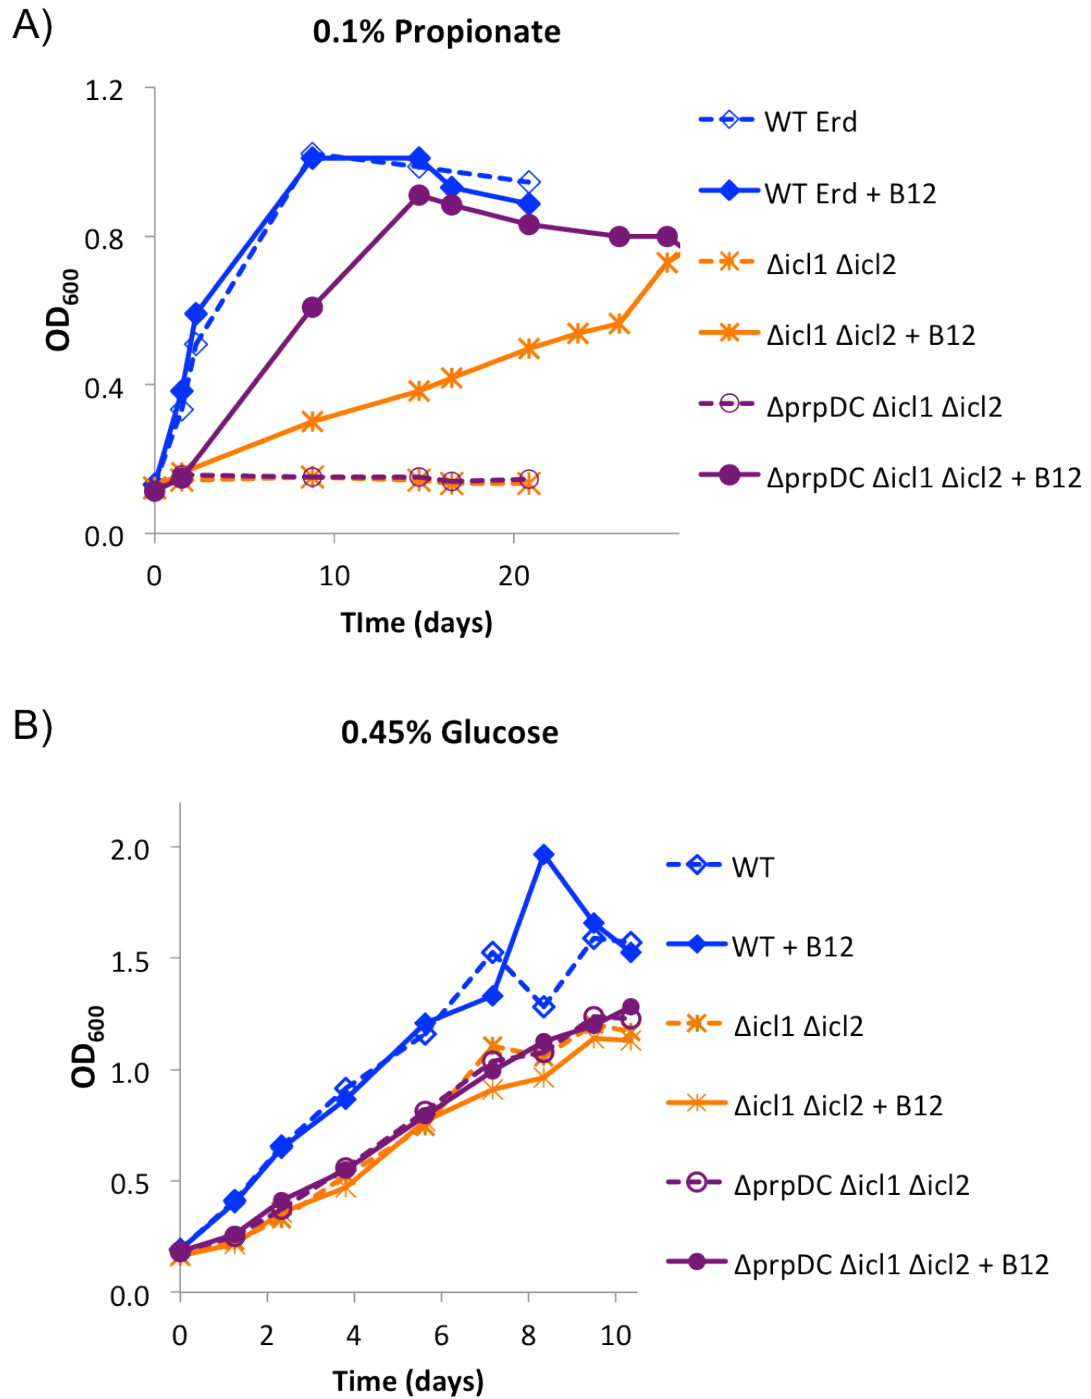 A)
0.1% Propionate
1.2
0.8
0.4
0.0
OD600
0
10
20
TIme (days)
WT Erd
WT Erd + B12
Δicl1 Δicl2
Δicl1 Δicl2 + B12
ΔprpDC Δicl1 Δicl2
ΔprpDC Δicl1 Δicl2 + B12
B)
0.45% Glucose
2.0
1.5
1.0
0.5
0.0
OD600
0
2
4
6
8
10
Time (days)
WT
WT + B12
Δicl1 Δicl2
Δicl1 Δicl2 + B12
ΔprpDC Δicl1 Δicl2
ΔprpDC Δicl1 Δicl2 + B12